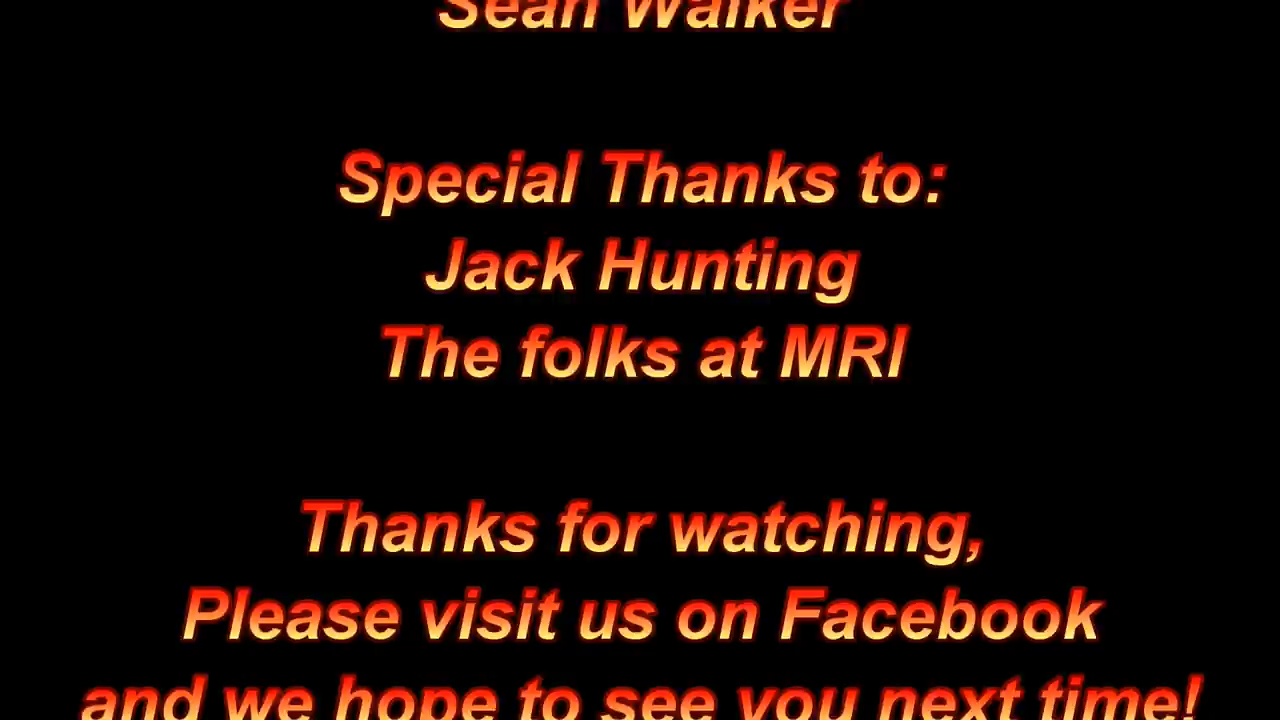 Sean Walker
Special Thanks to:
Jack Hunting
The folks at MRI
Thanks for watching,
Please visit us on Facebook
and we hope to see you next time!